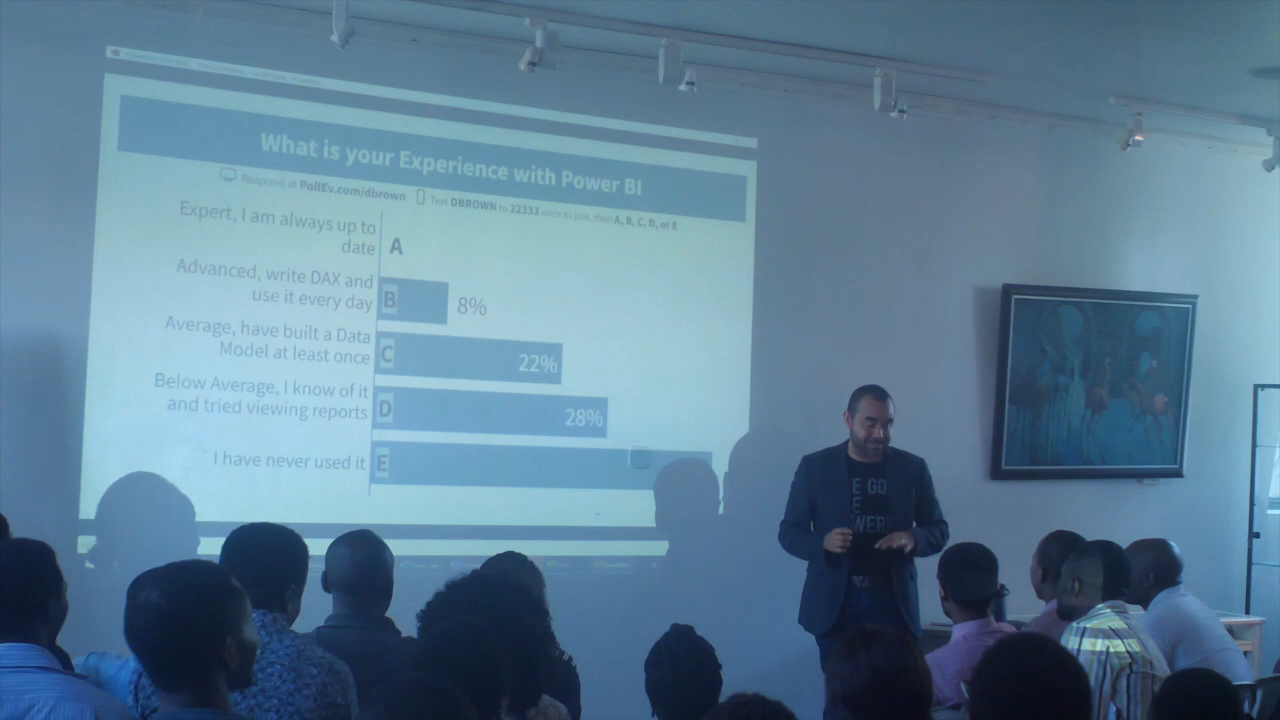 What is your Experience with Power BI
Respond at PollEv.com/dbrown Text DBROWN to 22333 once to join, then A, B, C, D, or E
Expert, I am always up to
date A
Advanced, write DAX and
use it every day B 8%
Average, have built a Data
Model at least once C 22%
Below Average, I know of it
and tried viewing reports D 28%
I have never used it E
E GO
E
WER